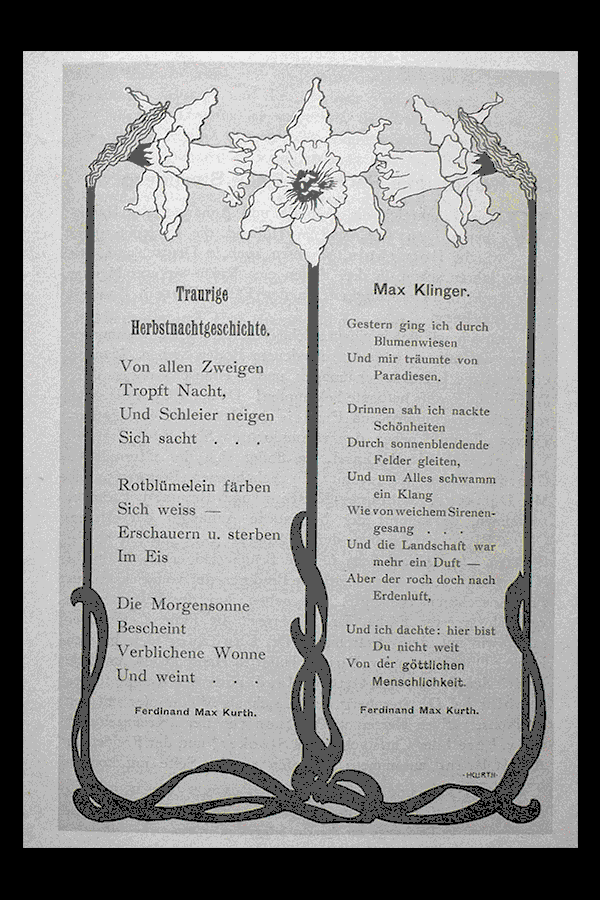 Traurige
Herbstnachtgeschichte.
Von allen Zweigen
Tropft Nacht,
Und Schleier neigen
Sich sacht . . .
Rotblümelein färben
Sich weiss —
Erschauern u. sterben
Im Eis
Die Morgensonne
Bescheint
Verblichene Wonne
Und weint . . .
Ferdinand Max Kurth.
Max Klinger.
Gestern ging ich durch
Blumenwiesen
Und mir träumte von
Paradiesen.
Drinnen sah ich nackte
Schönheiten
Durch sonnenblendende
Felder gleiten,
Und um Alles schwamm
ein Klang
Wie von weichem Sirenen-
gesang . . .
Und die Landschaft war
mehr ein Duft —
Aber der roch doch nach
Erdenluft,
Und ich dachte: hier bist
Du nicht weit
Von der göttlichen
Menschlichkeit.
Ferdinand Max Kurth.
·H·KURTH·